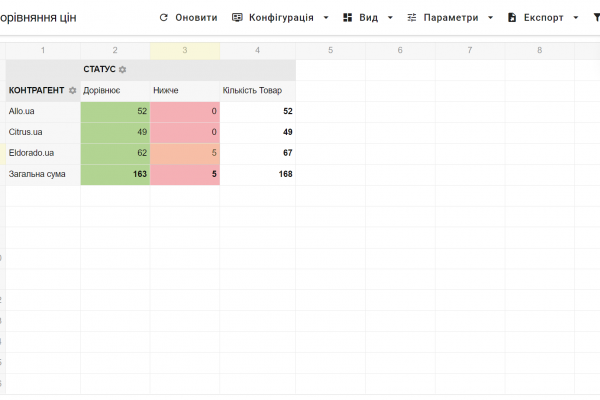 орівняння цін Оновити Конфігурація Вид Параметри Експорт
1 2 3 4 5 6 7 8
СТАТУС
КОНТРАГЕНТ Дорівнює Нижче Кількість Товар
Allo.ua 52 0 52
Citrus.ua 49 0 49
Eldorado.ua 62 5 67
Загальна сума 163 5 168